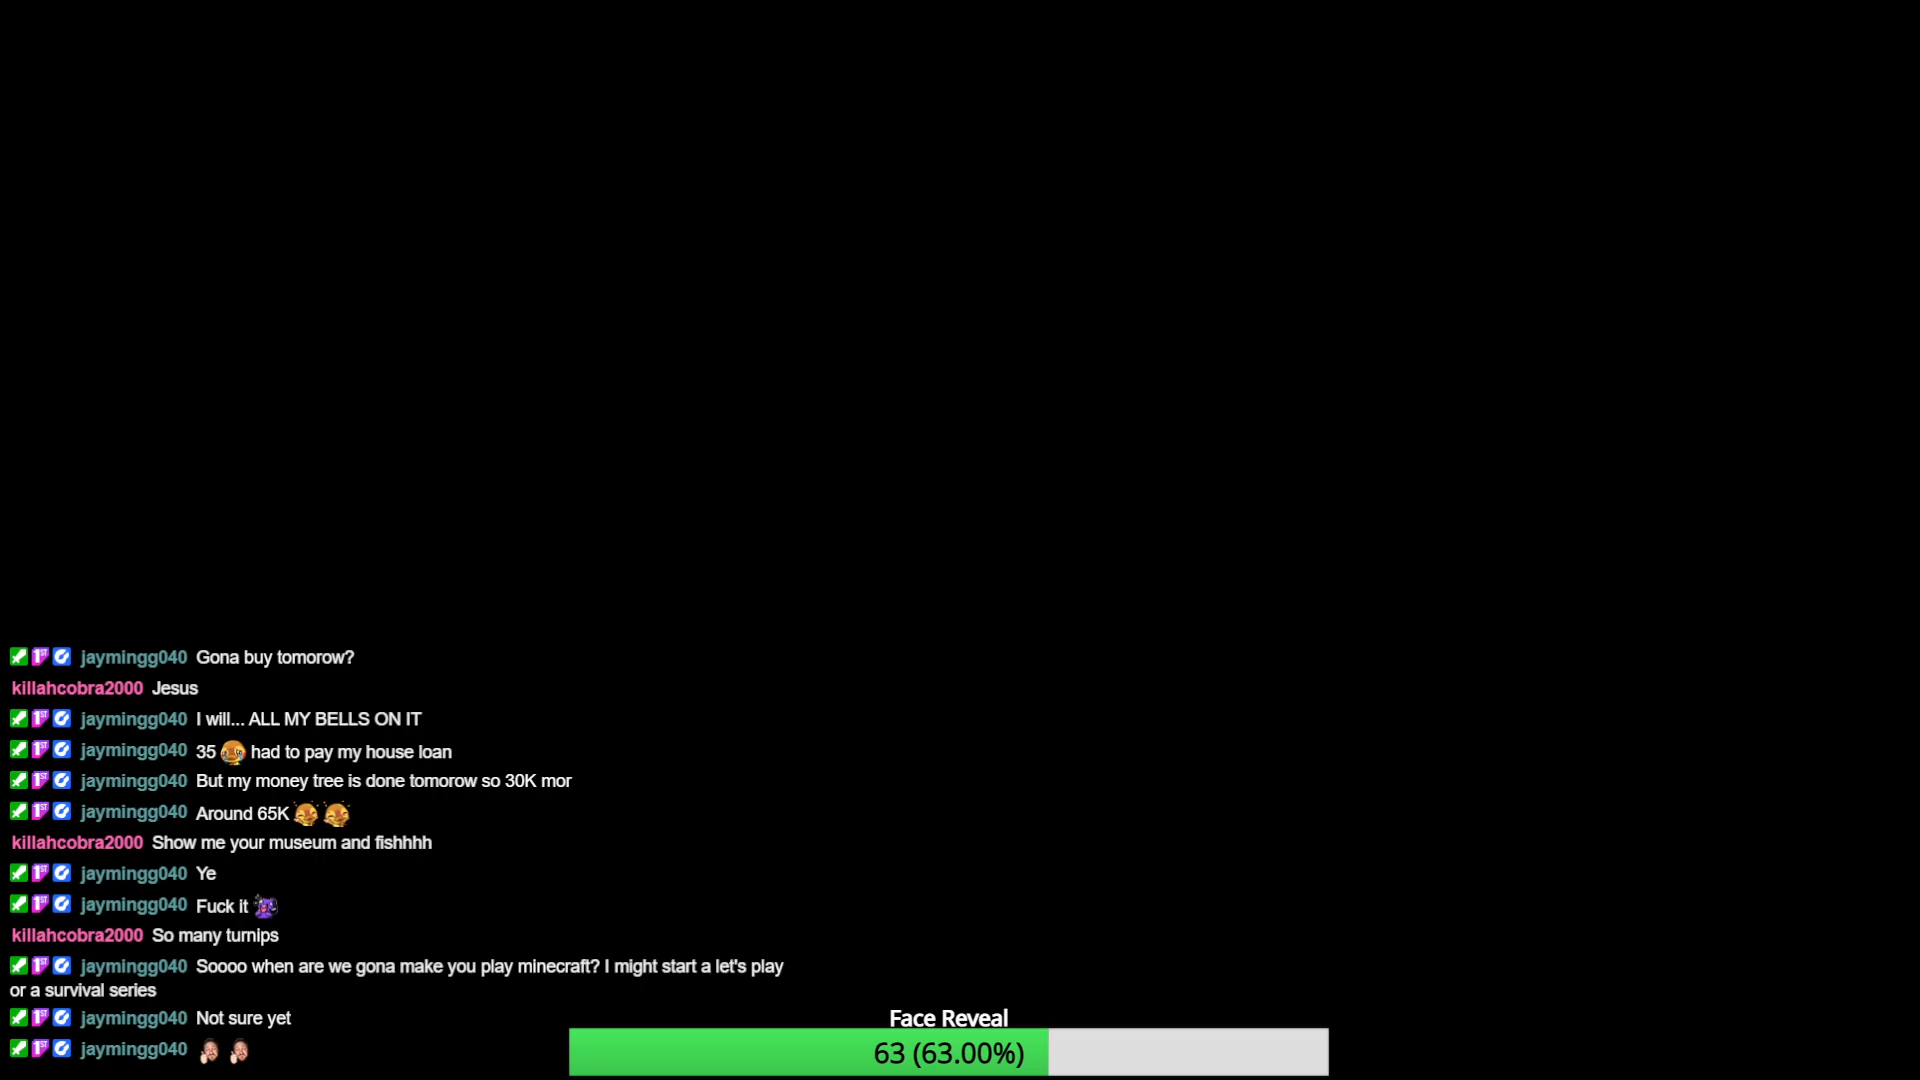 jaymingg040 Gona buy tomorow?
killahcobra2000 Jesus
jaymingg040 I will... ALL MY BELLS ON IT
jaymingg040 35 had to pay my house loan
jaymingg040 But my money tree is done tomorow so 30K mor
jaymingg040 Around 65K
killahcobra2000 Show me your museum and fishhhh
jaymingg040 Ye
jaymingg040 Fuck it
killahcobra2000 So many turnips
jaymingg040 Soooo when are we gona make you play minecraft? I might start a let's play
or a survival series
jaymingg040 Not sure yet
jaymingg040
Face Reveal
63 (63.00%)